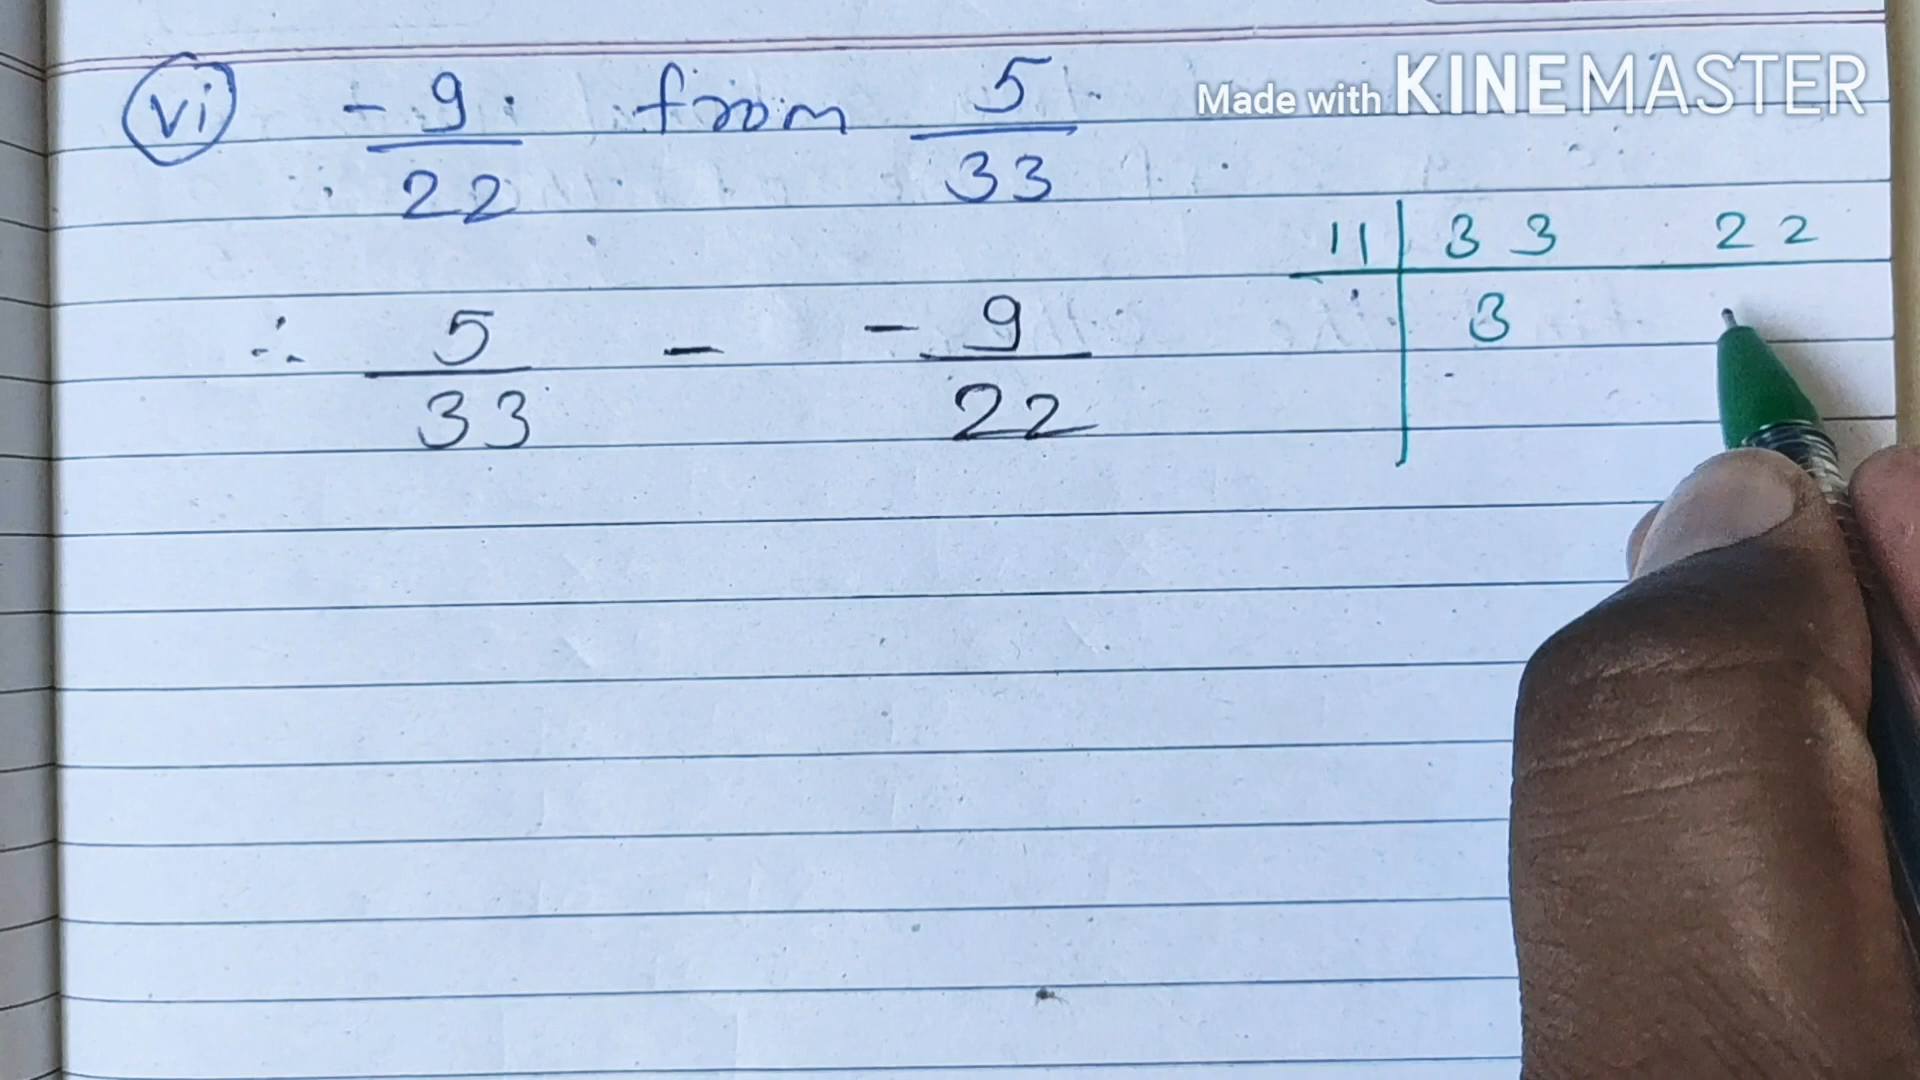 vi -9/22 from 5/33
Made with KINEMASTER
11 | 33 22
3
∴ 5/33 - -9/22